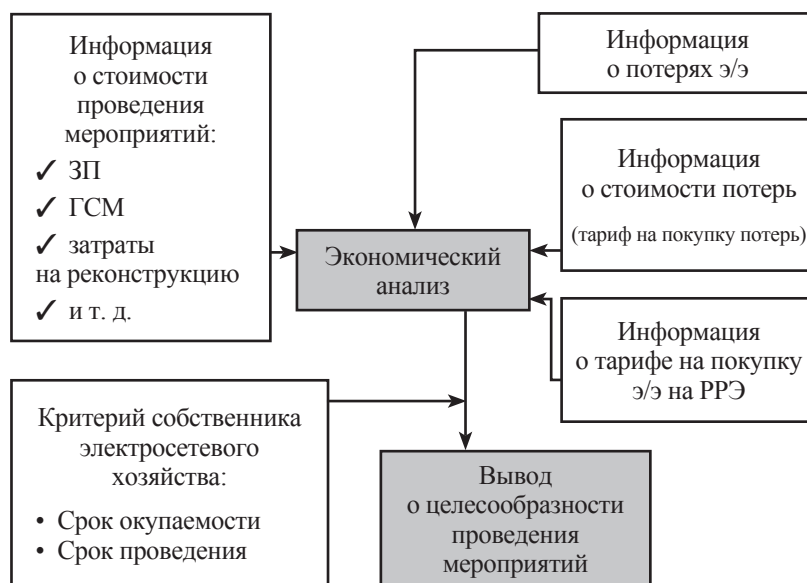 Информация
о стоимости
проведения
мероприятий:
✓ ЗП
✓ ГСМ
✓ затраты
на реконструкцию
✓ и т. д.
Информация
о потерях э/э
Информация
о стоимости потерь
(тариф на покупку потерь)
Экономический
анализ
Информация
о тарифе на покупку
э/э на РРЭ
Критерий собственника
электросетевого
хозяйства:
• Срок окупаемости
• Срок проведения
Вывод
о целесообразности
проведения
мероприятий